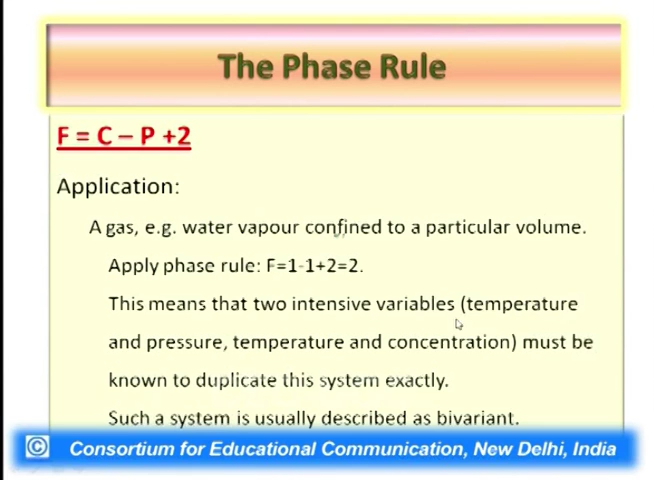 The Phase Rule
F = C – P +2
Application:
A gas, e.g. water vapour confined to a particular volume.
Apply phase rule: F=1-1+2=2.
This means that two intensive variables (temperature
and pressure, temperature and concentration) must be
known to duplicate this system exactly.
Such a system is usually described as bivariant.
© Consortium for Educational Communication, New Delhi, India